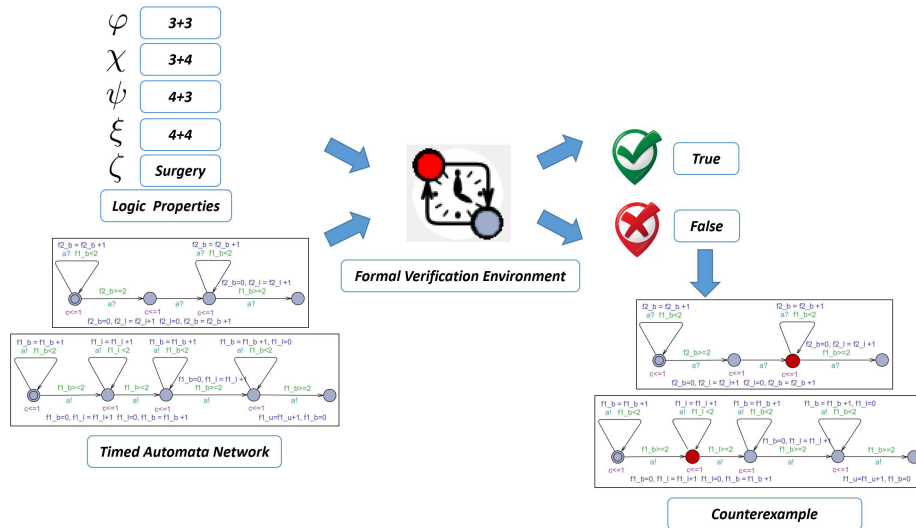 φ 3+3
χ 3+4
ψ 4+3
ξ 4+4
ζ Surgery
Logic Properties
f2_b = f2_b +1
a? f1_b<2
f2_b = f2_b +1
a? f1_b<2
f2_b>=2
a?
a?
f2_b=0, f2_l = f2_l +1
f1_b>=2
a?
c<=1
c<=1
c<=1
f2_b=0, f2_l = f2_l+1 f2_l=0, f2_b = f2_b +1
f1_b = f1_b +1
a! f1_b<2
f1_l = f1_l +1
a! f1_l <2
f1_b = f1_b +1
a! f1_b<2
f1_b = f1_b +1, f1_l=0
a! f1_b<2
f1_b>=2
a!
f1_l>=2
a!
f1_b=0, f1_l = f1_l +1
f1_b>=2
a!
f1_b>=2
a!
c<=1
c<=1
c<=1
c<=1
f1_b=0, f1_l = f1_l+1 f1_l=0, f1_b = f1_b +1
f1_u=f1_u+1, f1_b=0
Timed Automata Network
Formal Verification Environment
True
False
f2_b = f2_b +1
a? f1_b<2
f2_b = f2_b +1
a? f1_b<2
f2_b>=2
a?
a?
f2_b=0, f2_l = f2_l +1
f1_b>=2
a?
c<=1
c<=1
c<=1
f2_b=0, f2_l = f2_l+1 f2_l=0, f2_b = f2_b +1
f1_b = f1_b +1
a! f1_b<2
f1_l = f1_l +1
a! f1_l <2
f1_b = f1_b +1
a! f1_b<2
f1_b = f1_b +1, f1_l=0
a! f1_b<2
f1_b>=2
a!
f1_l>=2
a!
f1_b=0, f1_l = f1_l +1
f1_b>=2
a!
f1_b>=2
a!
c<=1
c<=1
c<=1
c<=1
f1_b=0, f1_l = f1_l+1 f1_l=0, f1_b = f1_b +1
f1_u=f1_u+1, f1_b=0
Counterexample